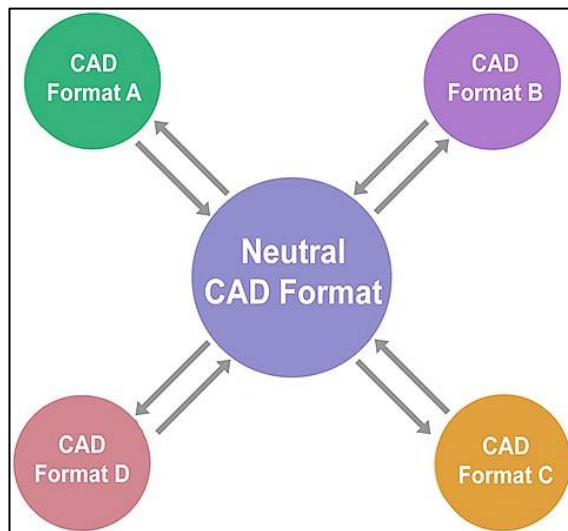 CAD
Format A
CAD
Format B
Neutral
CAD Format
CAD
Format D
CAD
Format C